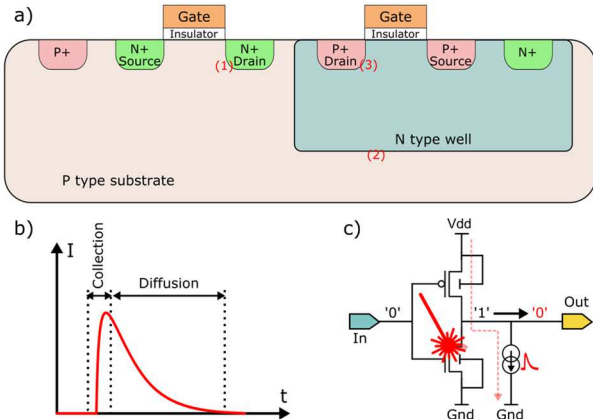 a)
Gate
Insulator
Gate
Insulator
P+
N+
Source
(1)
N+
Drain
P+
Drain
(3)
P+
Source
N+
N type well
(2)
P type substrate
b)
I
Collection
Diffusion
t
c)
Vdd
In
'0'
'1'
'0'
Out
Gnd
Gnd